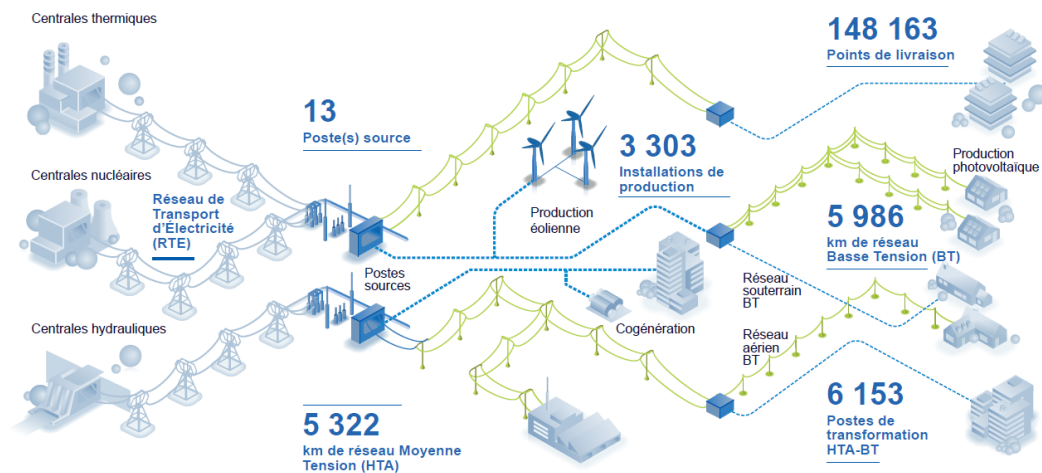 Centrales thermiques
148 163
Points de livraison
13
Poste(s) source
3 303
Installations de
production
Production
photovoltaïque
Centrales nucléaires
Réseau de
Transport
d'Électricité
(RTE)
Production
éolienne
5 986
km de réseau
Basse Tension (BT)
Postes
sources
Réseau
souterrain
BT
Centrales hydrauliques
Cogénération
Réseau
aérien
BT
5 322
km de réseau Moyenne
Tension (HTA)
6 153
Postes de
transformation
HTA-BT